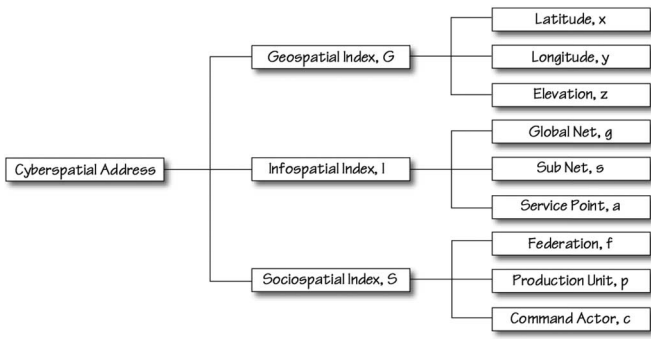 Latitude, x
Geospatial Index, G
Longitude, y
Elevation, z
Global Net, g
Cyberspatial Address
Infospatial Index, I
Sub Net, s
Service Point, a
Federation, f
Sociospatial Index, S
Production Unit, p
Command Actor, c